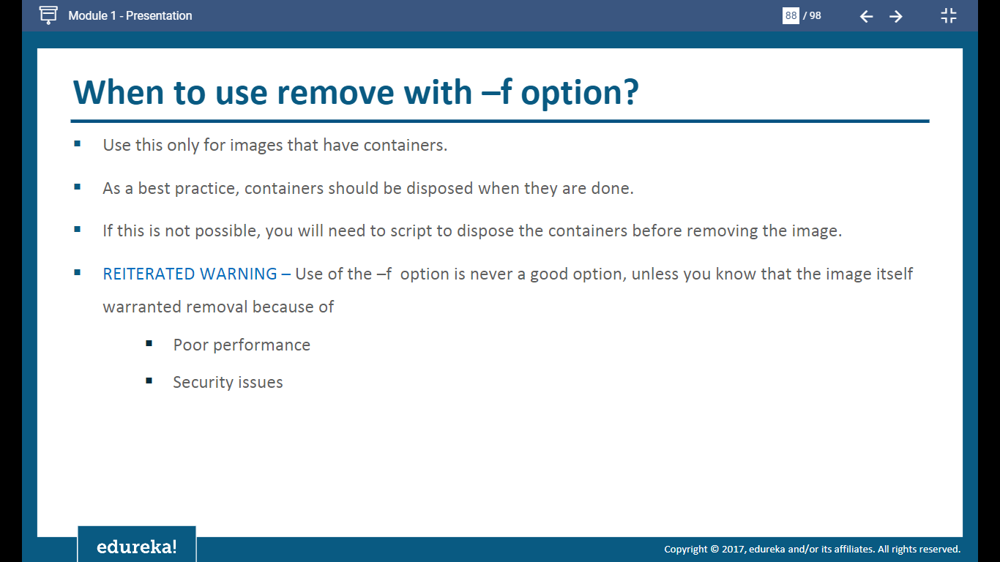 Module 1 - Presentation
88 / 98
When to use remove with –f option?
Use this only for images that have containers.
As a best practice, containers should be disposed when they are done.
If this is not possible, you will need to script to dispose the containers before removing the image.
REITERATED WARNING – Use of the –f option is never a good option, unless you know that the image itself
warranted removal because of
Poor performance
Security issues
edureka!
Copyright © 2017, edureka and/or its affiliates. All rights reserved.